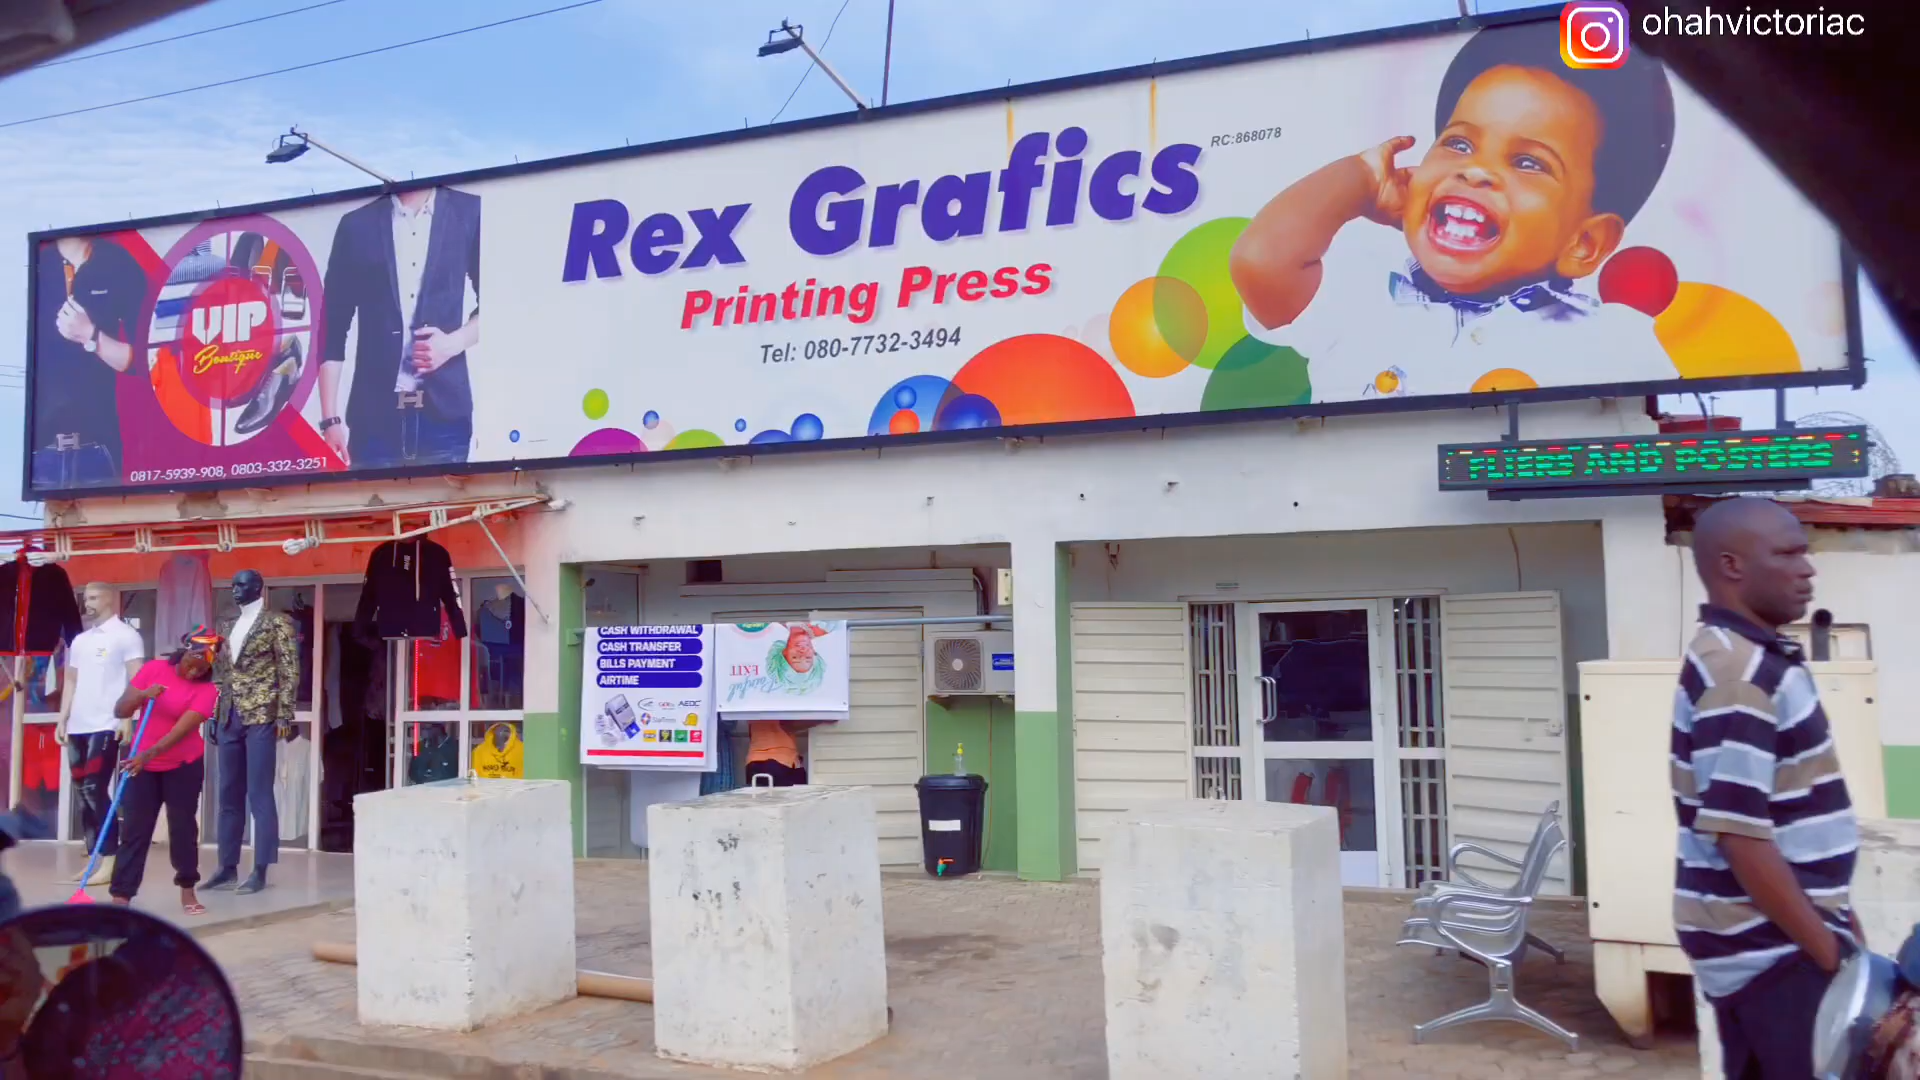 ohahvictoriac
Rex Grafics
RC:868078
Printing Press
Tel: 080-7732-3494
VIP
Boutique
0817-5939-908, 0803-332-3251
FLIERS AND POSTERS
CASH WITHDRAWAL
CASH TRANSFER
BILLS PAYMENT
AIRTIME
AEDC
Painful
EXIT